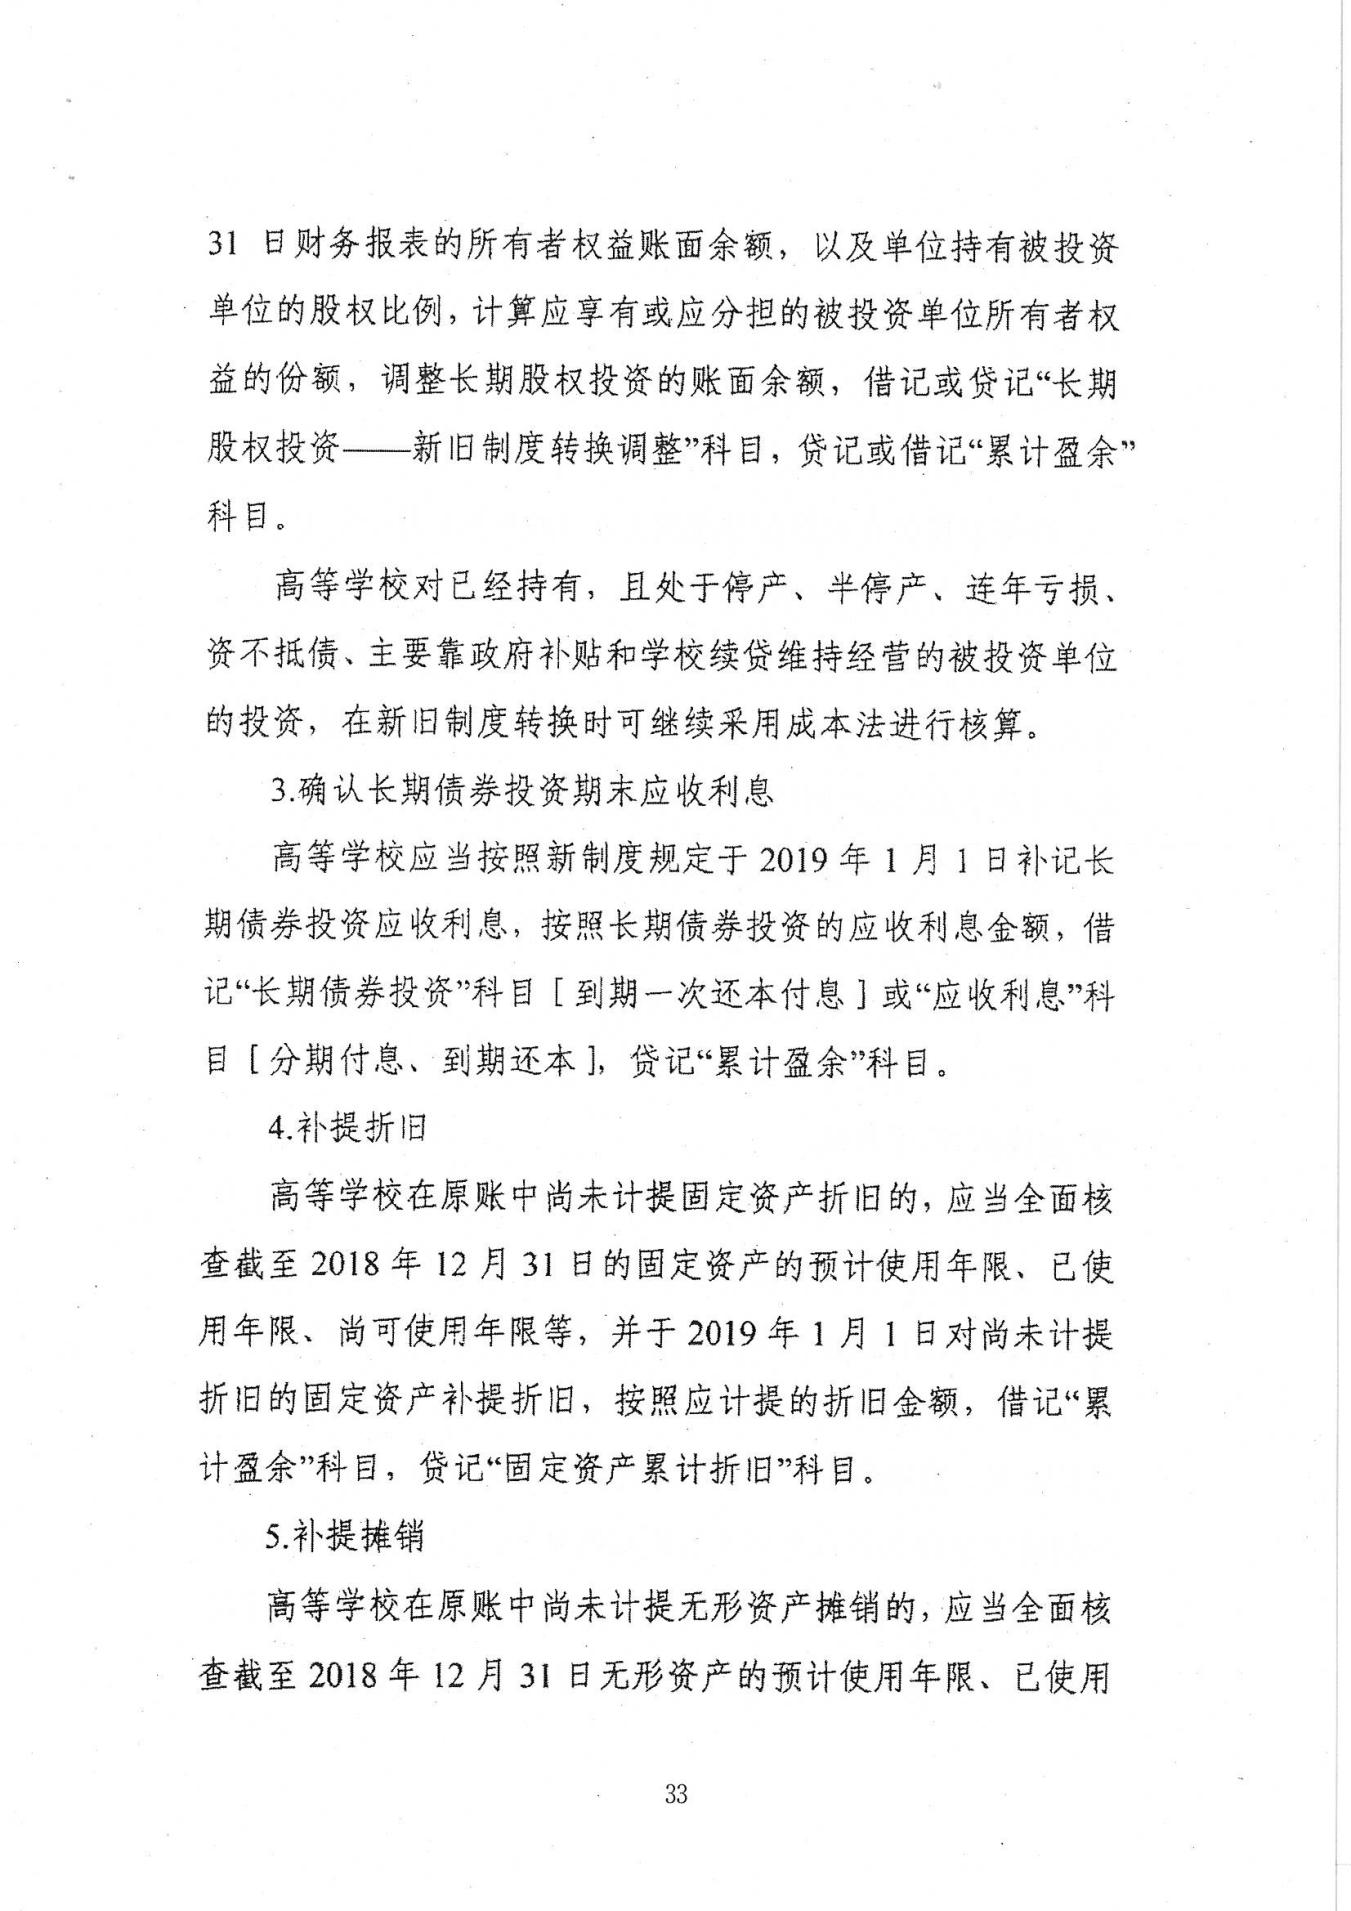 31 日财务报表的所有者权益账面余额，以及单位持有被投资
单位的股权比例，计算应享有或应分担的被投资单位所有者权
益的份额，调整长期股权投资的账面余额，借记或贷记“长期
股权投资——新旧制度转换调整”科目，贷记或借记“累计盈余”
科目。
高等学校对已经持有，且处于停产、半停产、连年亏损、
资不抵债、主要靠政府补贴和学校续贷维持经营的被投资单位
的投资，在新旧制度转换时可继续采用成本法进行核算。
3.确认长期债券投资期末应收利息
高等学校应当按照新制度规定于 2019 年 1 月 1 日补记长
期债券投资应收利息，按照长期债券投资的应收利息金额，借
记“长期债券投资”科目［到期一次还本付息］或“应收利息”科
目［分期付息、到期还本］，贷记“累计盈余”科目。
4.补提折旧
高等学校在原账中尚未计提固定资产折旧的，应当全面核
查截至 2018 年 12 月 31 日的固定资产的预计使用年限、已使
用年限、尚可使用年限等，并于 2019 年 1 月 1 日对尚未计提
折旧的固定资产补提折旧，按照应计提的折旧金额，借记“累
计盈余”科目，贷记“固定资产累计折旧”科目。
5.补提摊销
高等学校在原账中尚未计提无形资产摊销的，应当全面核
查截至 2018 年 12 月 31 日无形资产的预计使用年限、已使用
33